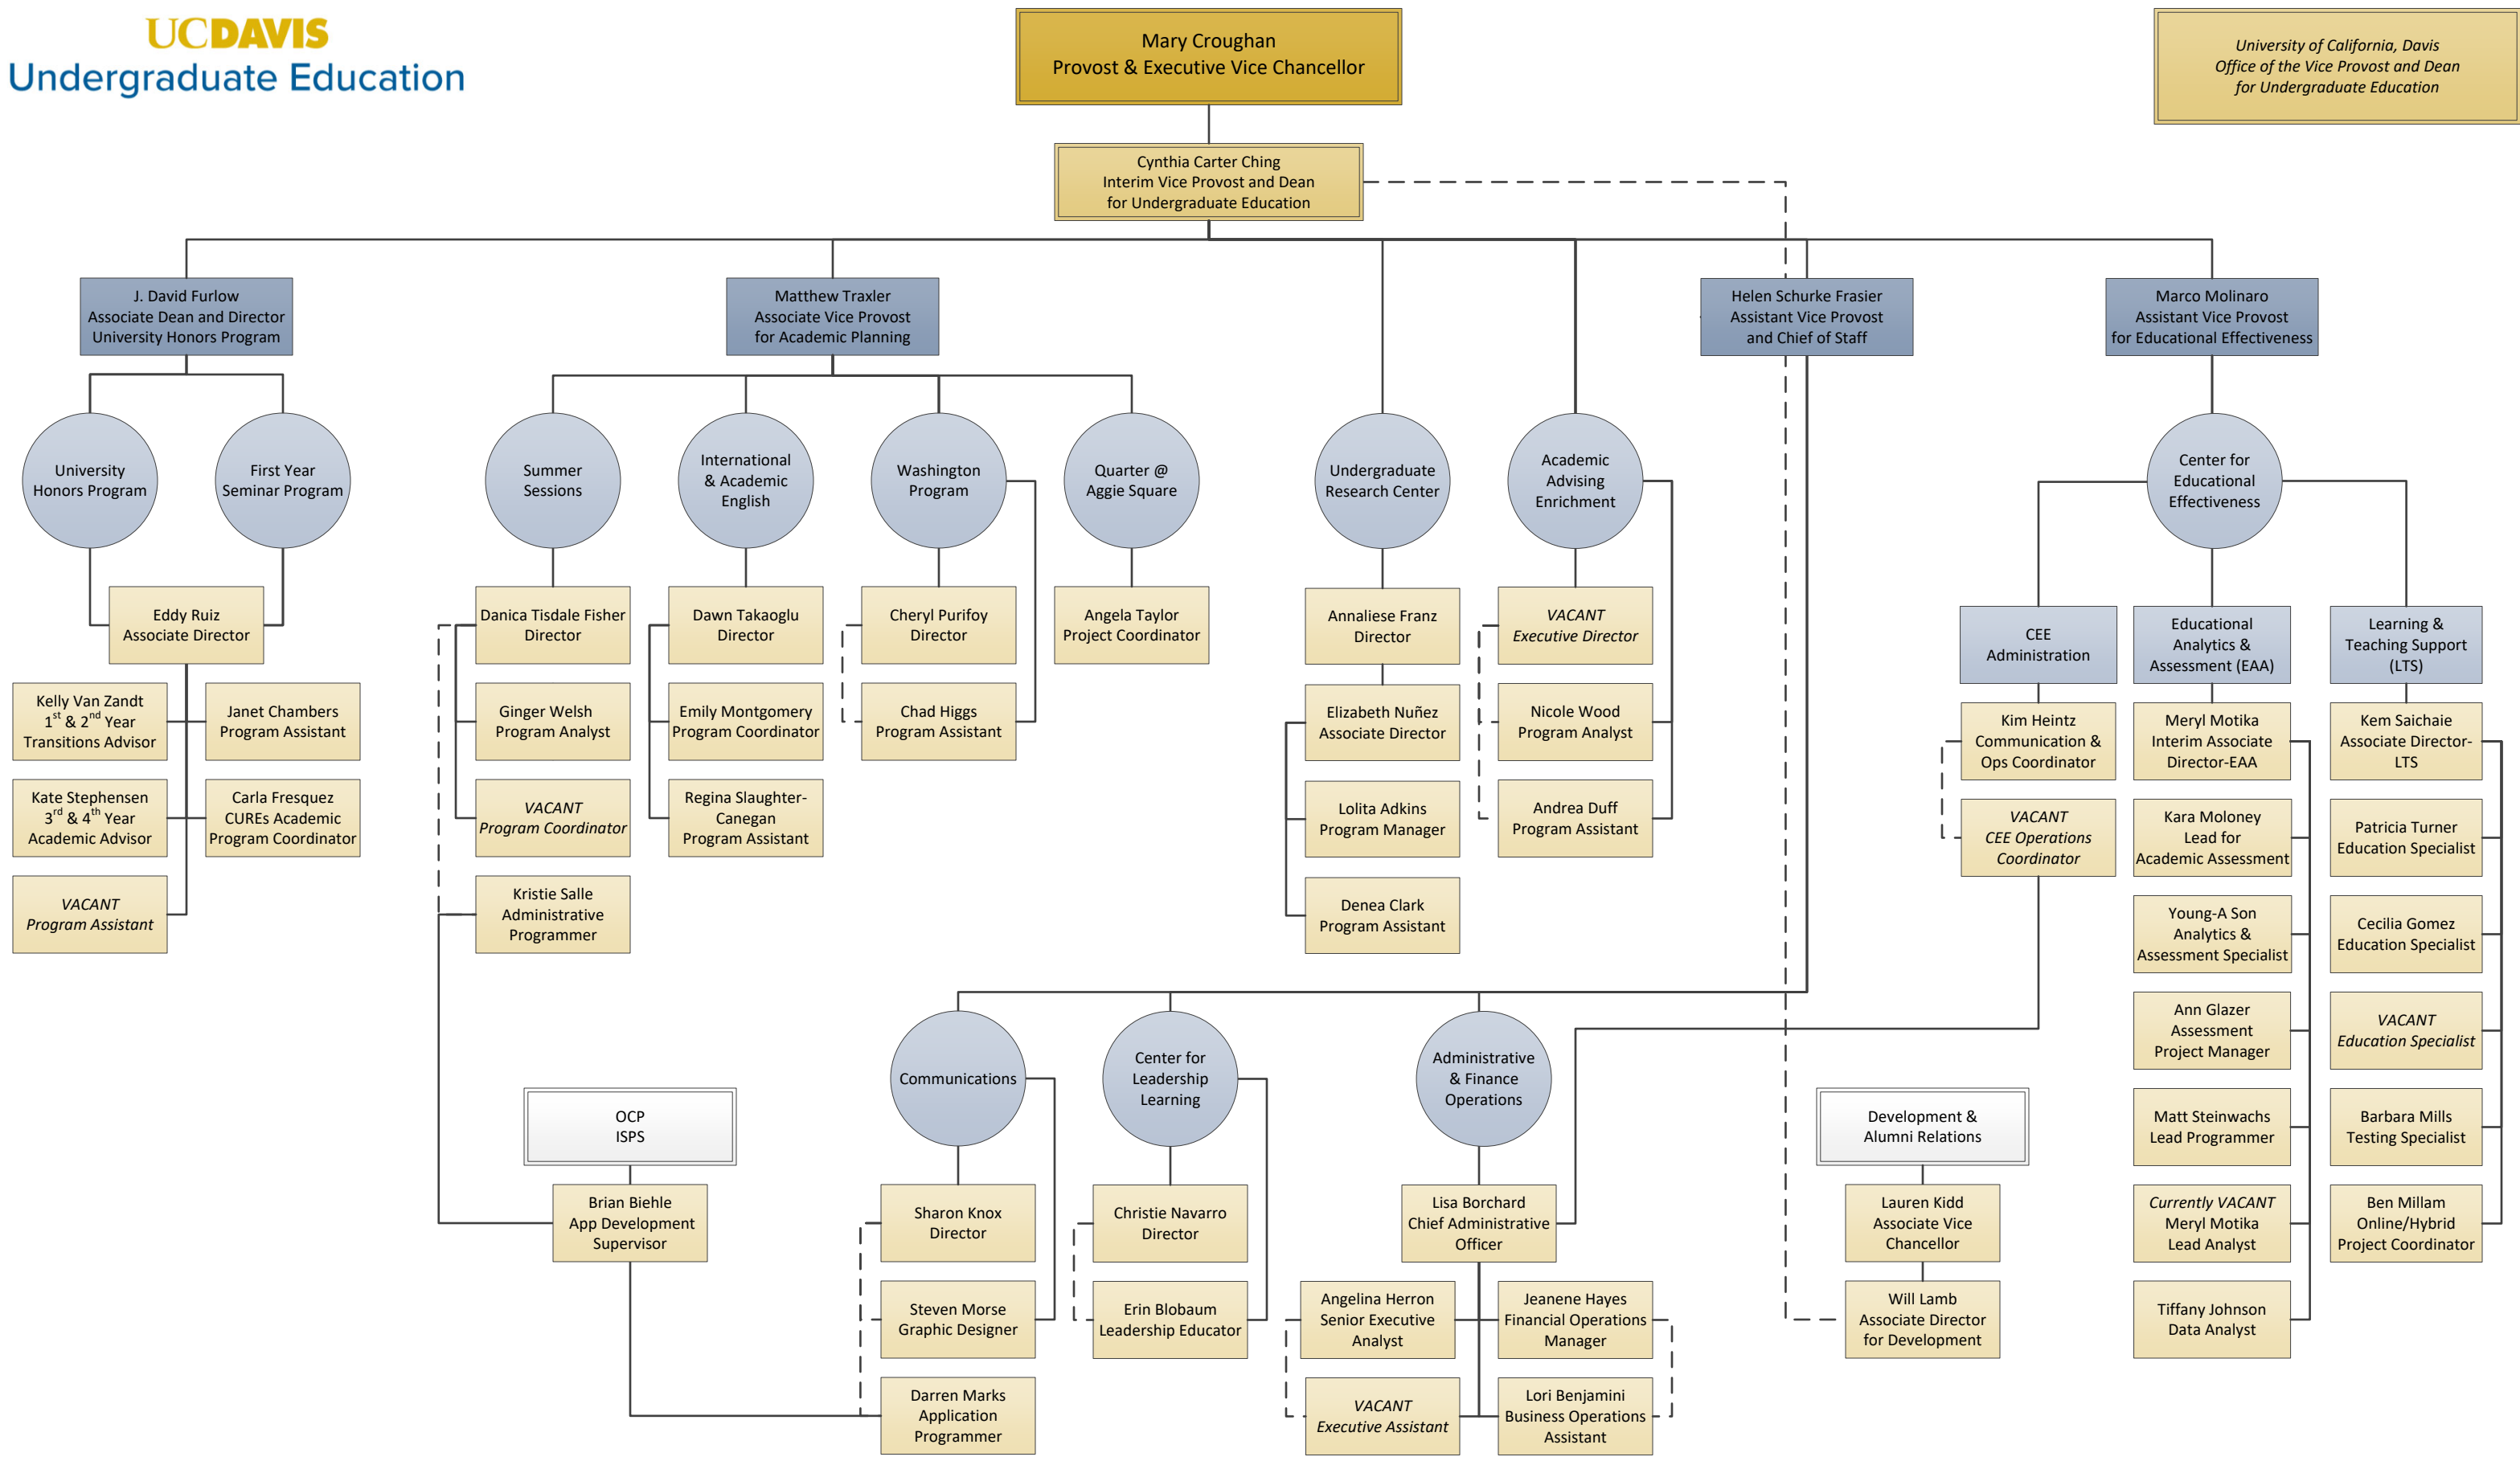 UCDAVIS
Undergraduate Education
Mary Croughan
Provost & Executive Vice Chancellor
University of California, Davis
Office of the Vice Provost and Dean
for Undergraduate Education
Cynthia Carter Ching
Interim Vice Provost and Dean
for Undergraduate Education
J. David Furlow
Associate Dean and Director
University Honors Program
Matthew Traxler
Associate Vice Provost
for Academic Planning
Helen Schurke Frasier
Assistant Vice Provost
and Chief of Staff
Marco Molinaro
Assistant Vice Provost
for Educational Effectiveness
University
Honors Program
First Year
Seminar Program
Summer
Sessions
International
& Academic
English
Washington
Program
Quarter @
Aggie Square
Undergraduate
Research Center
Academic
Advising
Enrichment
Center for
Educational
Effectiveness
Eddy Ruiz
Associate Director
Danica Tisdale Fisher
Director
Dawn Takaoglu
Director
Cheryl Purifoy
Director
Angela Taylor
Project Coordinator
Annaliese Franz
Director
VACANT
Executive Director
CEE
Administration
Educational
Analytics &
Assessment (EAA)
Learning &
Teaching Support
(LTS)
Kelly Van Zandt
1st & 2nd Year
Transitions Advisor
Janet Chambers
Program Assistant
Ginger Welsh
Program Analyst
Emily Montgomery
Program Coordinator
Chad Higgs
Program Assistant
Elizabeth Nuñez
Associate Director
Nicole Wood
Program Analyst
Kim Heintz
Communication &
Ops Coordinator
Meryl Motika
Interim Associate
Director-EAA
Kem Saichaie
Associate Director-
LTS
Kate Stephensen
3rd & 4th Year
Academic Advisor
Carla Fresquez
CUREs Academic
Program Coordinator
VACANT
Program Coordinator
Regina Slaughter-
Canegan
Program Assistant
Lolita Adkins
Program Manager
Andrea Duff
Program Assistant
VACANT
CEE Operations
Coordinator
Kara Moloney
Lead for
Academic Assessment
Patricia Turner
Education Specialist
VACANT
Program Assistant
Kristie Salle
Administrative
Programmer
Denea Clark
Program Assistant
Young-A Son
Analytics &
Assessment Specialist
Cecilia Gomez
Education Specialist
Ann Glazer
Assessment
Project Manager
VACANT
Education Specialist
Communications
Center for
Leadership
Learning
Administrative
& Finance
Operations
OCP
ISPS
Development &
Alumni Relations
Matt Steinwachs
Lead Programmer
Barbara Mills
Testing Specialist
Brian Biehle
App Development
Supervisor
Sharon Knox
Director
Christie Navarro
Director
Lisa Borchard
Chief Administrative
Officer
Lauren Kidd
Associate Vice
Chancellor
Currently VACANT
Meryl Motika
Lead Analyst
Ben Millam
Online/Hybrid
Project Coordinator
Steven Morse
Graphic Designer
Erin Blobaum
Leadership Educator
Angelina Herron
Senior Executive
Analyst
Jeanene Hayes
Financial Operations
Manager
Will Lamb
Associate Director
for Development
Tiffany Johnson
Data Analyst
Darren Marks
Application
Programmer
VACANT
Executive Assistant
Lori Benjamini
Business Operations
Assistant